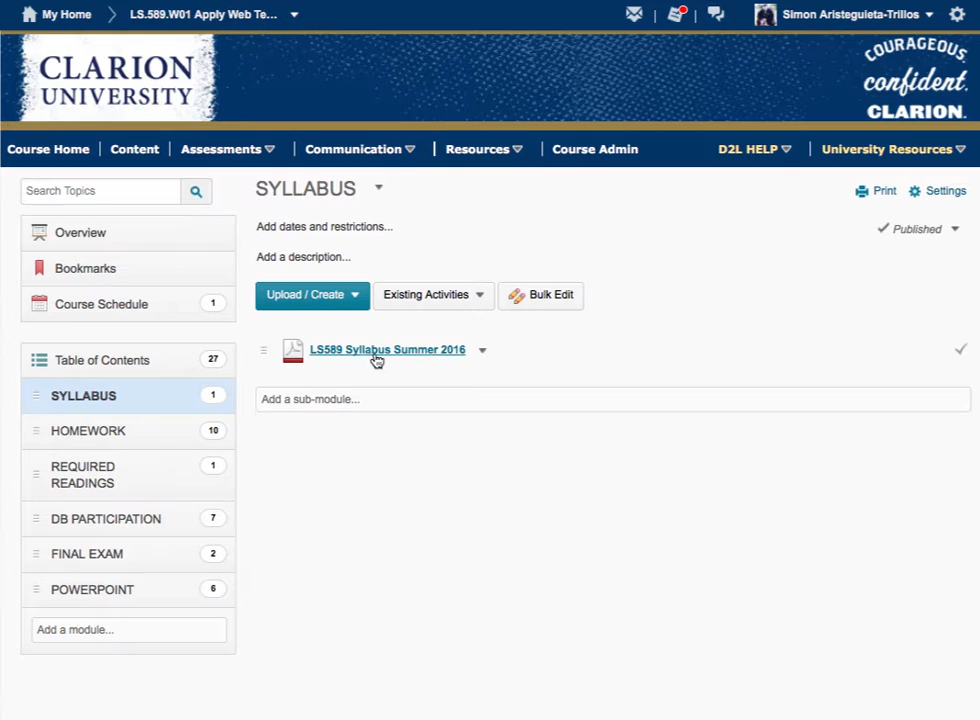 My Home
LS.589.W01 Apply Web Te...
Simon Aristeguieta-Trillos
CLARION
UNIVERSITY
COURAGEOUS.
confident.
CLARION.
Course Home
Content
Assessments
Communication
Resources
Course Admin
D2L HELP
University Resources
Search Topics
SYLLABUS
Print
Settings
Overview
Add dates and restrictions...
Published
Bookmarks
Add a description...
Course Schedule 1
Upload / Create
Existing Activities
Bulk Edit
Table of Contents 27
LS589 Syllabus Summer 2016
SYLLABUS 1
Add a sub-module...
HOMEWORK 10
REQUIRED 1
READINGS
DB PARTICIPATION 7
FINAL EXAM 2
POWERPOINT 6
Add a module...